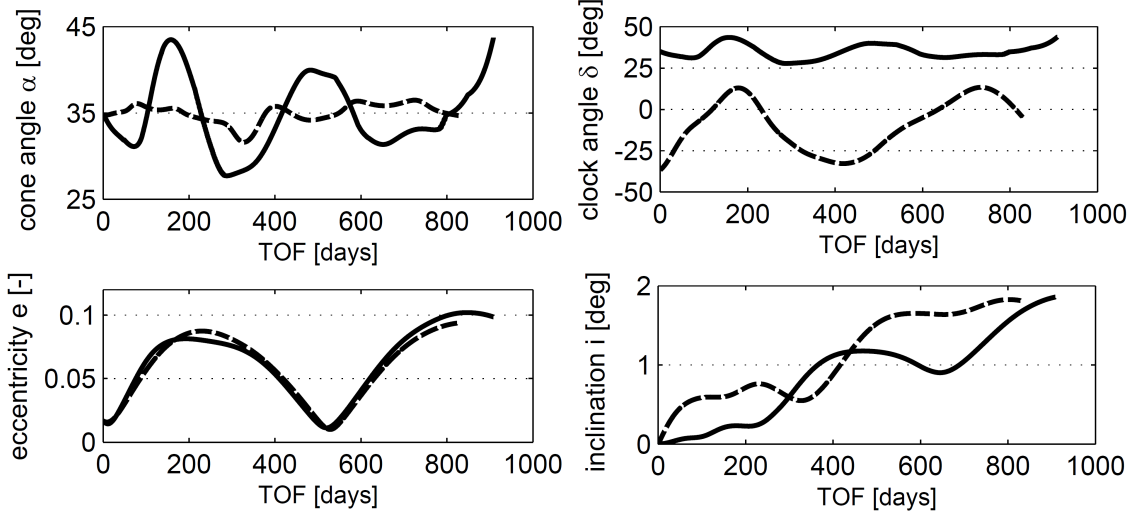 cone angle α [deg]
45
35
25
0 200 400 600 800 1000
TOF [days]
clock angle δ [deg]
50
25
0
-25
-50
0 200 400 600 800 1000
TOF [days]
eccentricity e [-]
0.1
0.05
0
0 200 400 600 800 1000
TOF [days]
inclination i [deg]
2
1
0
0 200 400 600 800 1000
TOF [days]